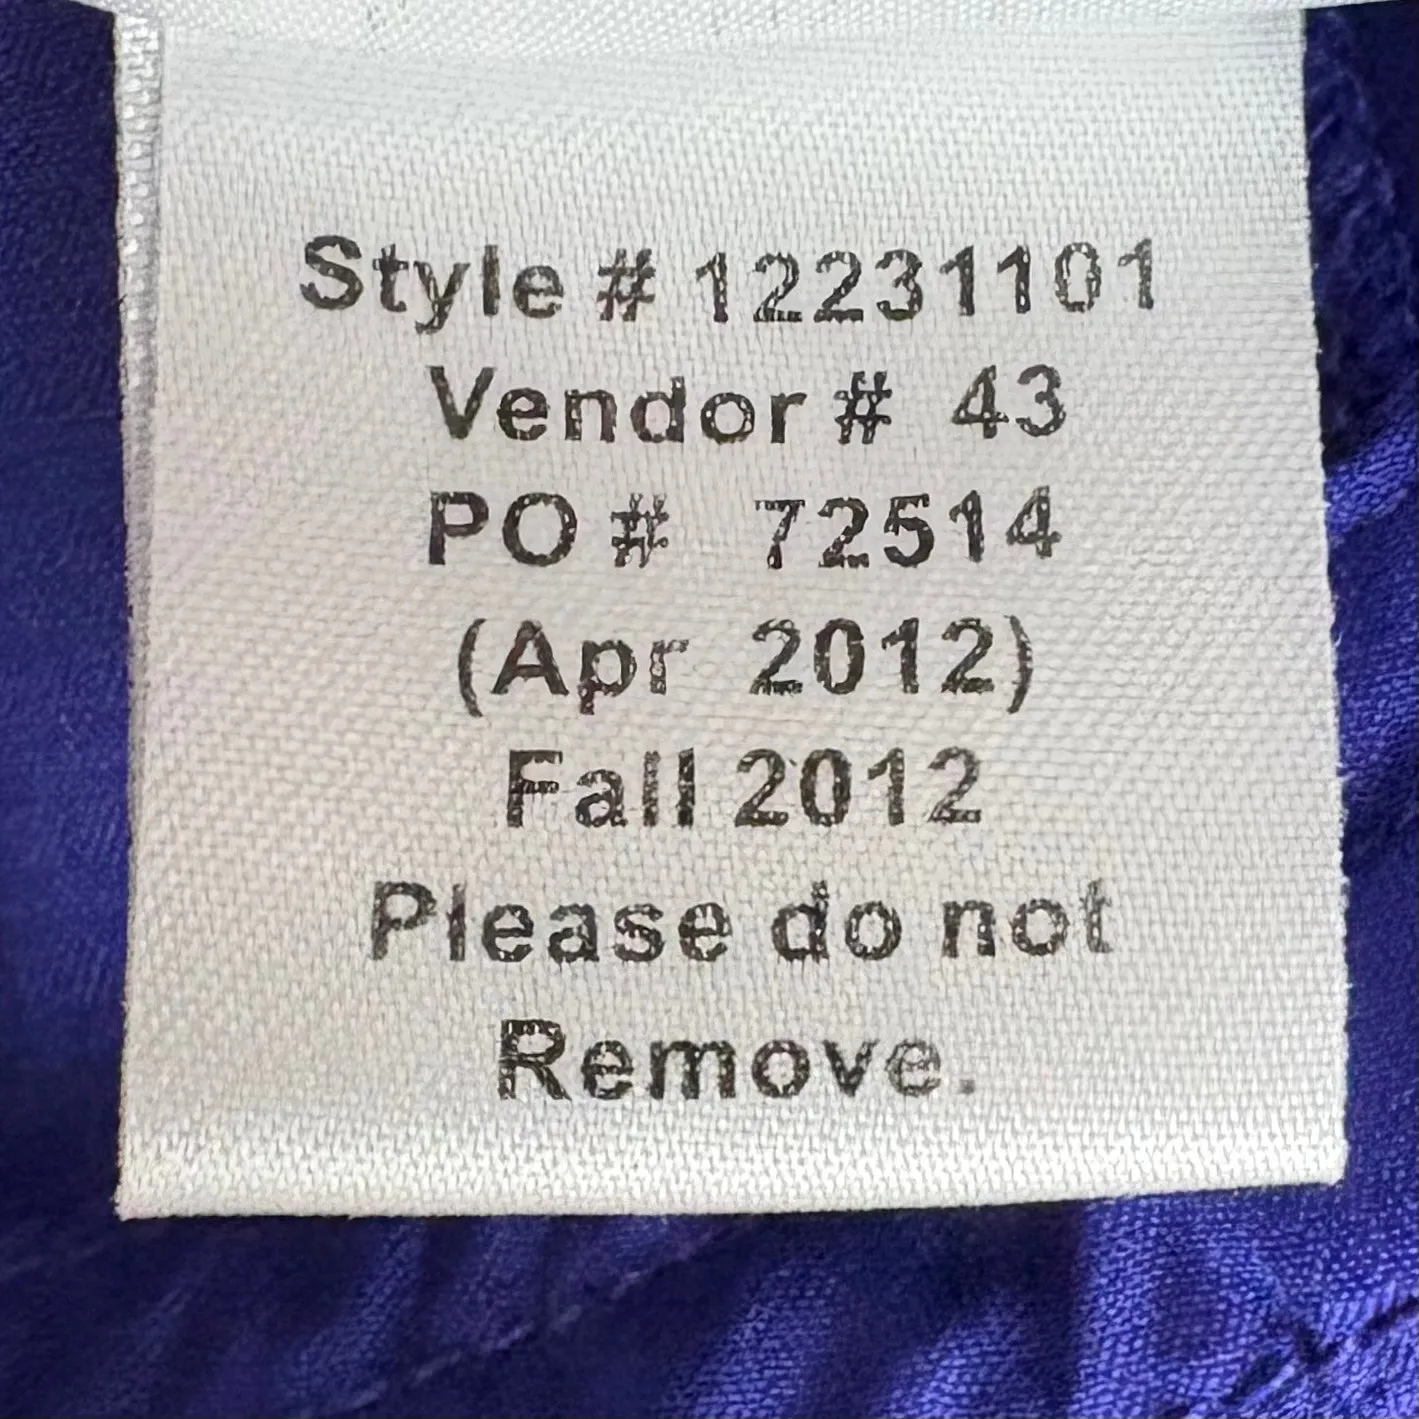 Style # 12231101
Vendor # 43
PO # 72514
(Apr 2012)
Fall 2012
Please do not
Remove.